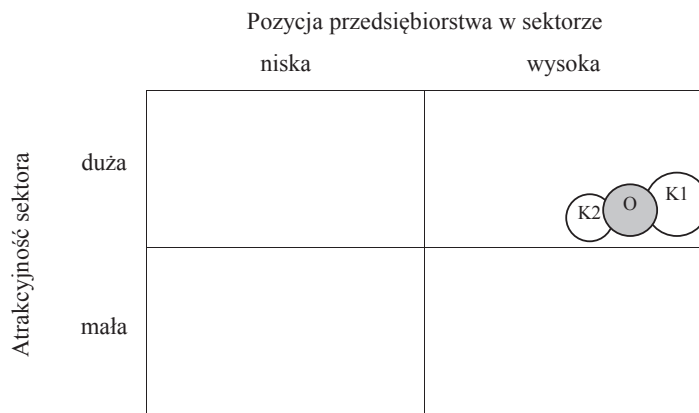 Pozycja przedsiębiorstwa w sektorze
niska wysoka
Atrakcyjność sektora
duża
K2 O K1
mała